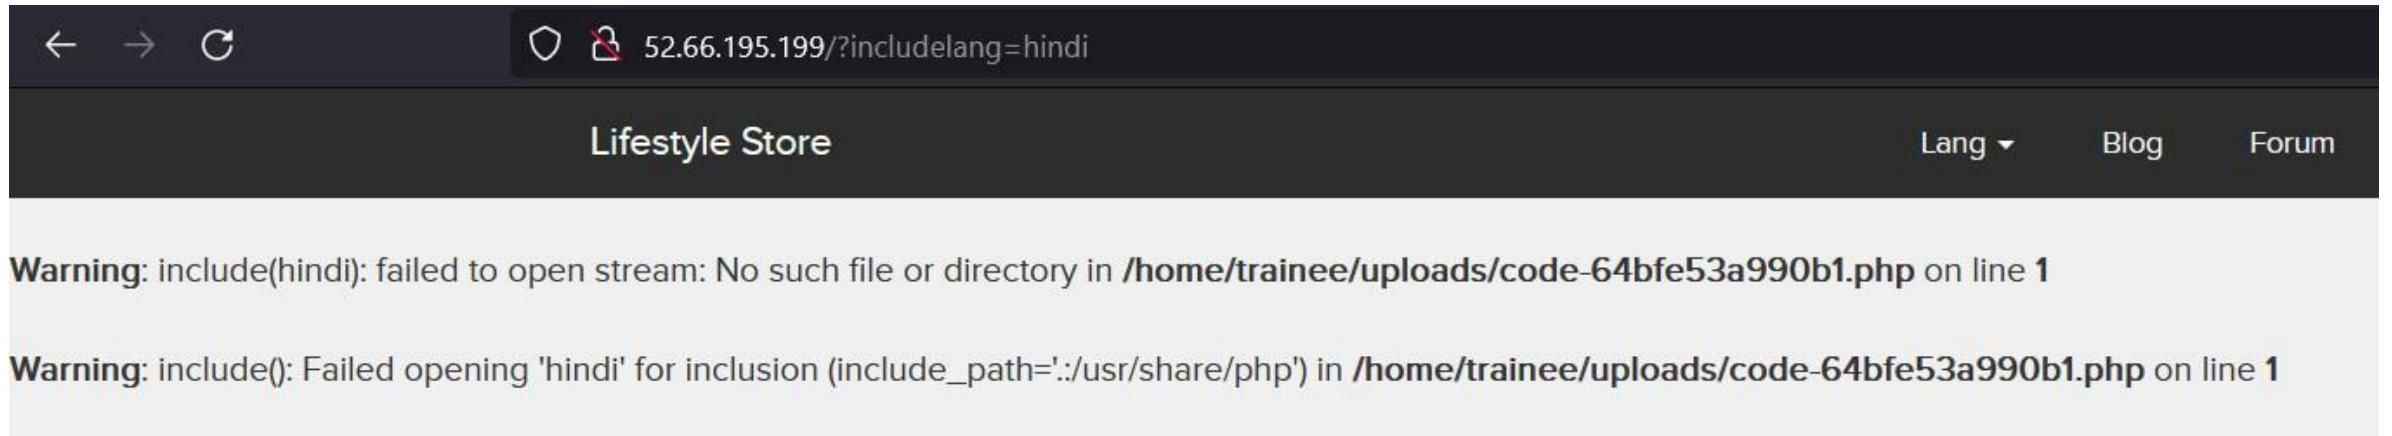 52.66.195.199/?includelang=hindi
Lifestyle Store Lang Blog Forum
Warning: include(hindi): failed to open stream: No such file or directory in /home/trainee/uploads/code-64bfe53a990b1.php on line 1
Warning: include(): Failed opening 'hindi' for inclusion (include_path='.:/usr/share/php') in /home/trainee/uploads/code-64bfe53a990b1.php on line 1